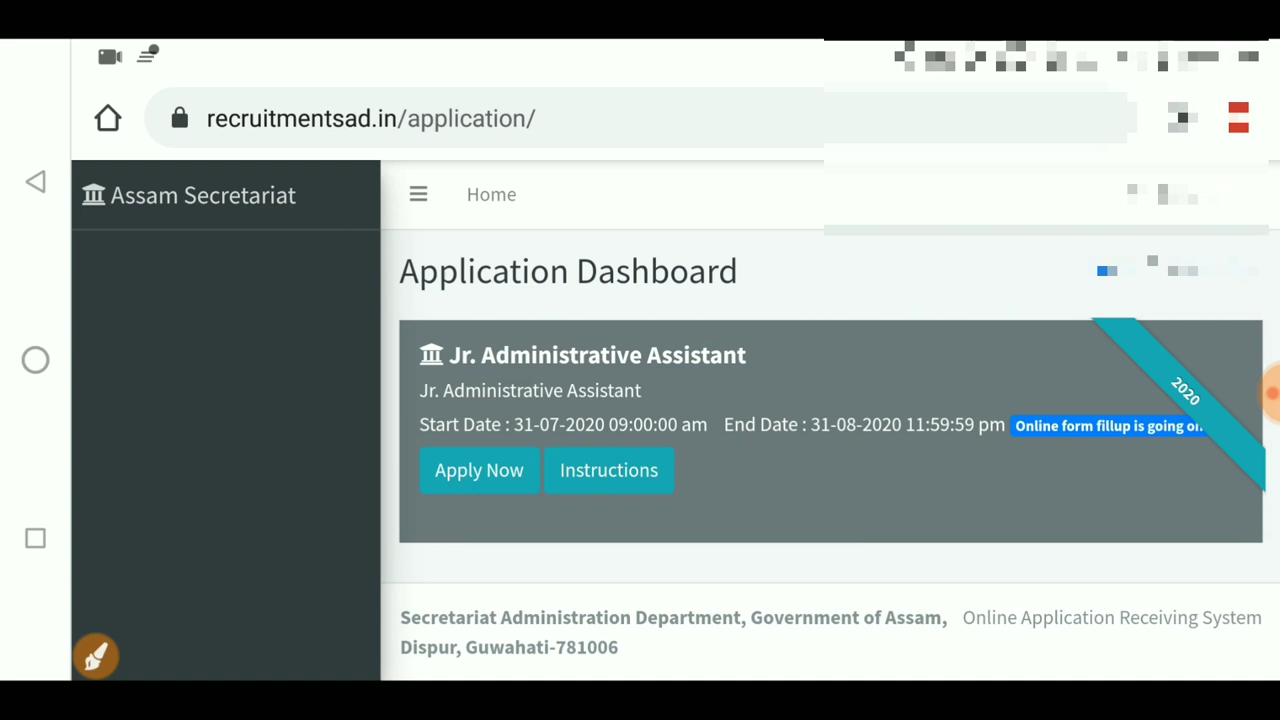 recruitmentsad.in/application/
Assam Secretariat
Home
Application Dashboard
Jr. Administrative Assistant
2020
Jr. Administrative Assistant
Start Date : 31-07-2020 09:00:00 am End Date : 31-08-2020 11:59:59 pm Online form fillup is going on
Apply Now Instructions
Secretariat Administration Department, Government of Assam, Online Application Receiving System
Dispur, Guwahati-781006